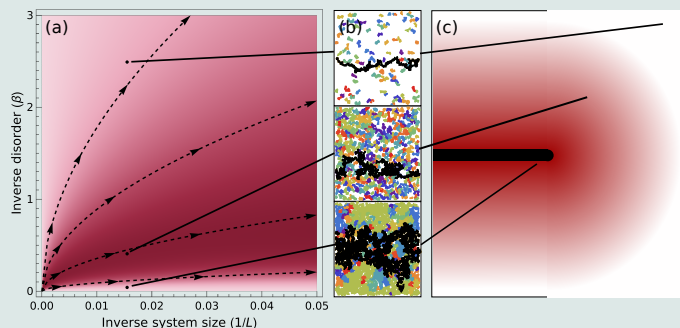 (a)
(b)
(c)
3
2
1
0
Inverse disorder (β)
0.00
0.01
0.02
0.03
0.04
0.05
Inverse system size (1/L)